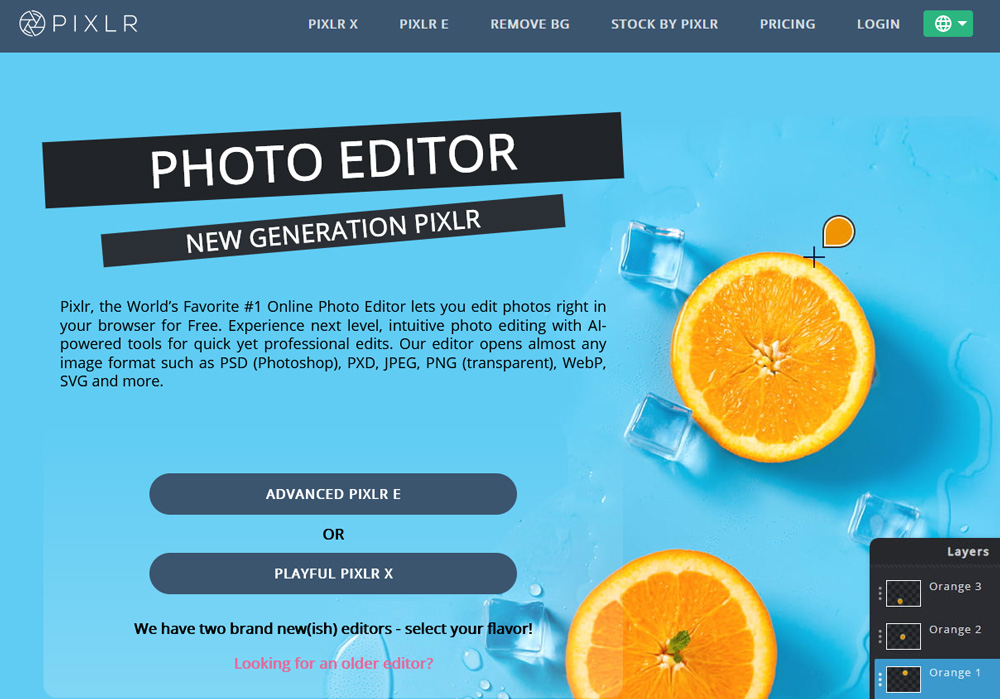 PIXLR
PIXLR X
PIXLR E
REMOVE BG
STOCK BY PIXLR
PRICING
LOGIN
PHOTO EDITOR
NEW GENERATION PIXLR
Pixlr, the World’s Favorite #1 Online Photo Editor lets you edit photos right in
your browser for Free. Experience next level, intuitive photo editing with AI-
powered tools for quick yet professional edits. Our editor opens almost any
image format such as PSD (Photoshop), PXD, JPEG, PNG (transparent), WebP,
SVG and more.
ADVANCED PIXLR E
OR
PLAYFUL PIXLR X
We have two brand new(ish) editors - select your flavor!
Looking for an older editor?
Layers
Orange 3
Orange 2
Orange 1